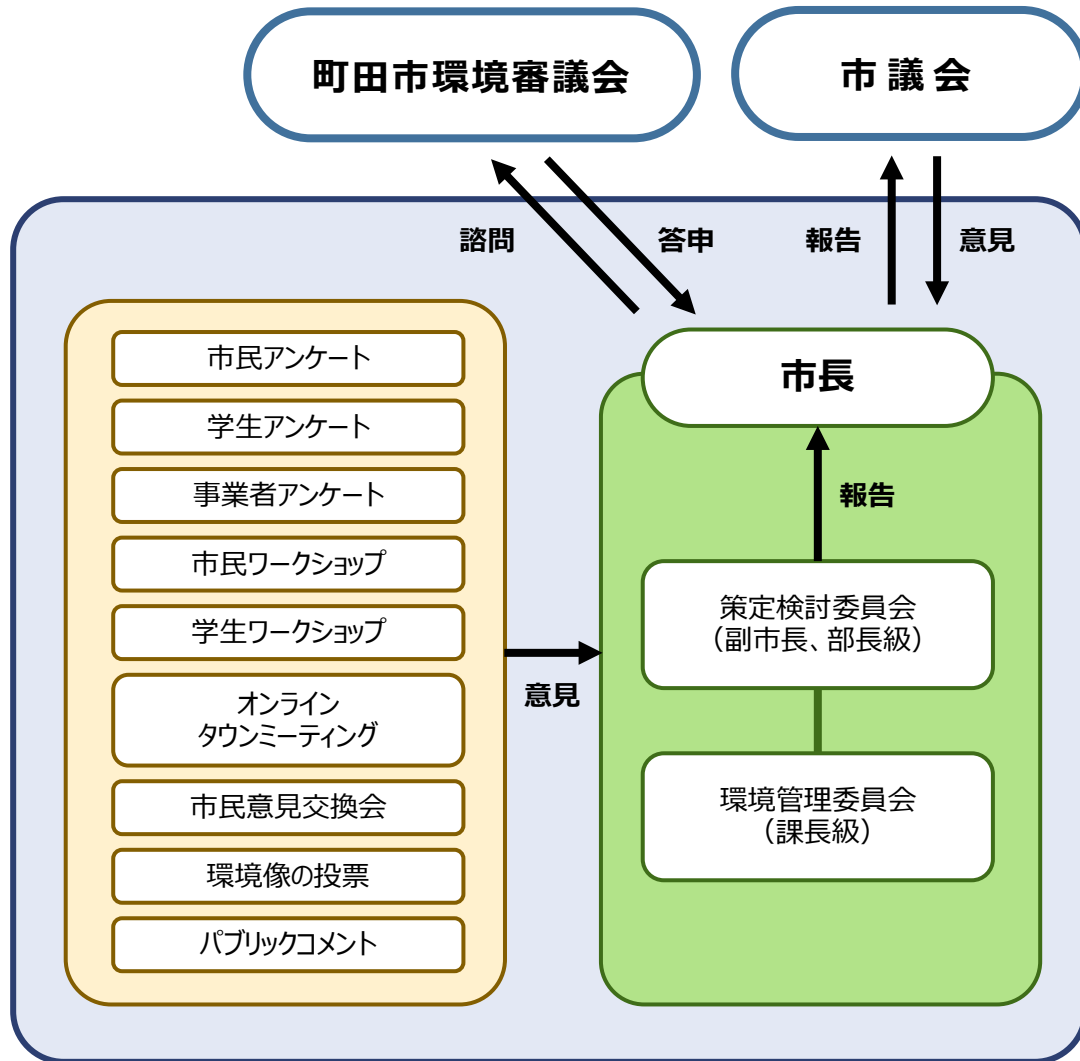 町田市環境審議会
市議会
諮問
答申
報告
意見
市民アンケート
学生アンケート
事業者アンケート
市民ワークショップ
学生ワークショップ
オンライン
タウンミーティング
市民意見交換会
環境像の投票
パブリックコメント
意見
市長
報告
策定検討委員会
（副市長、部長級）
環境管理委員会
（課長級）